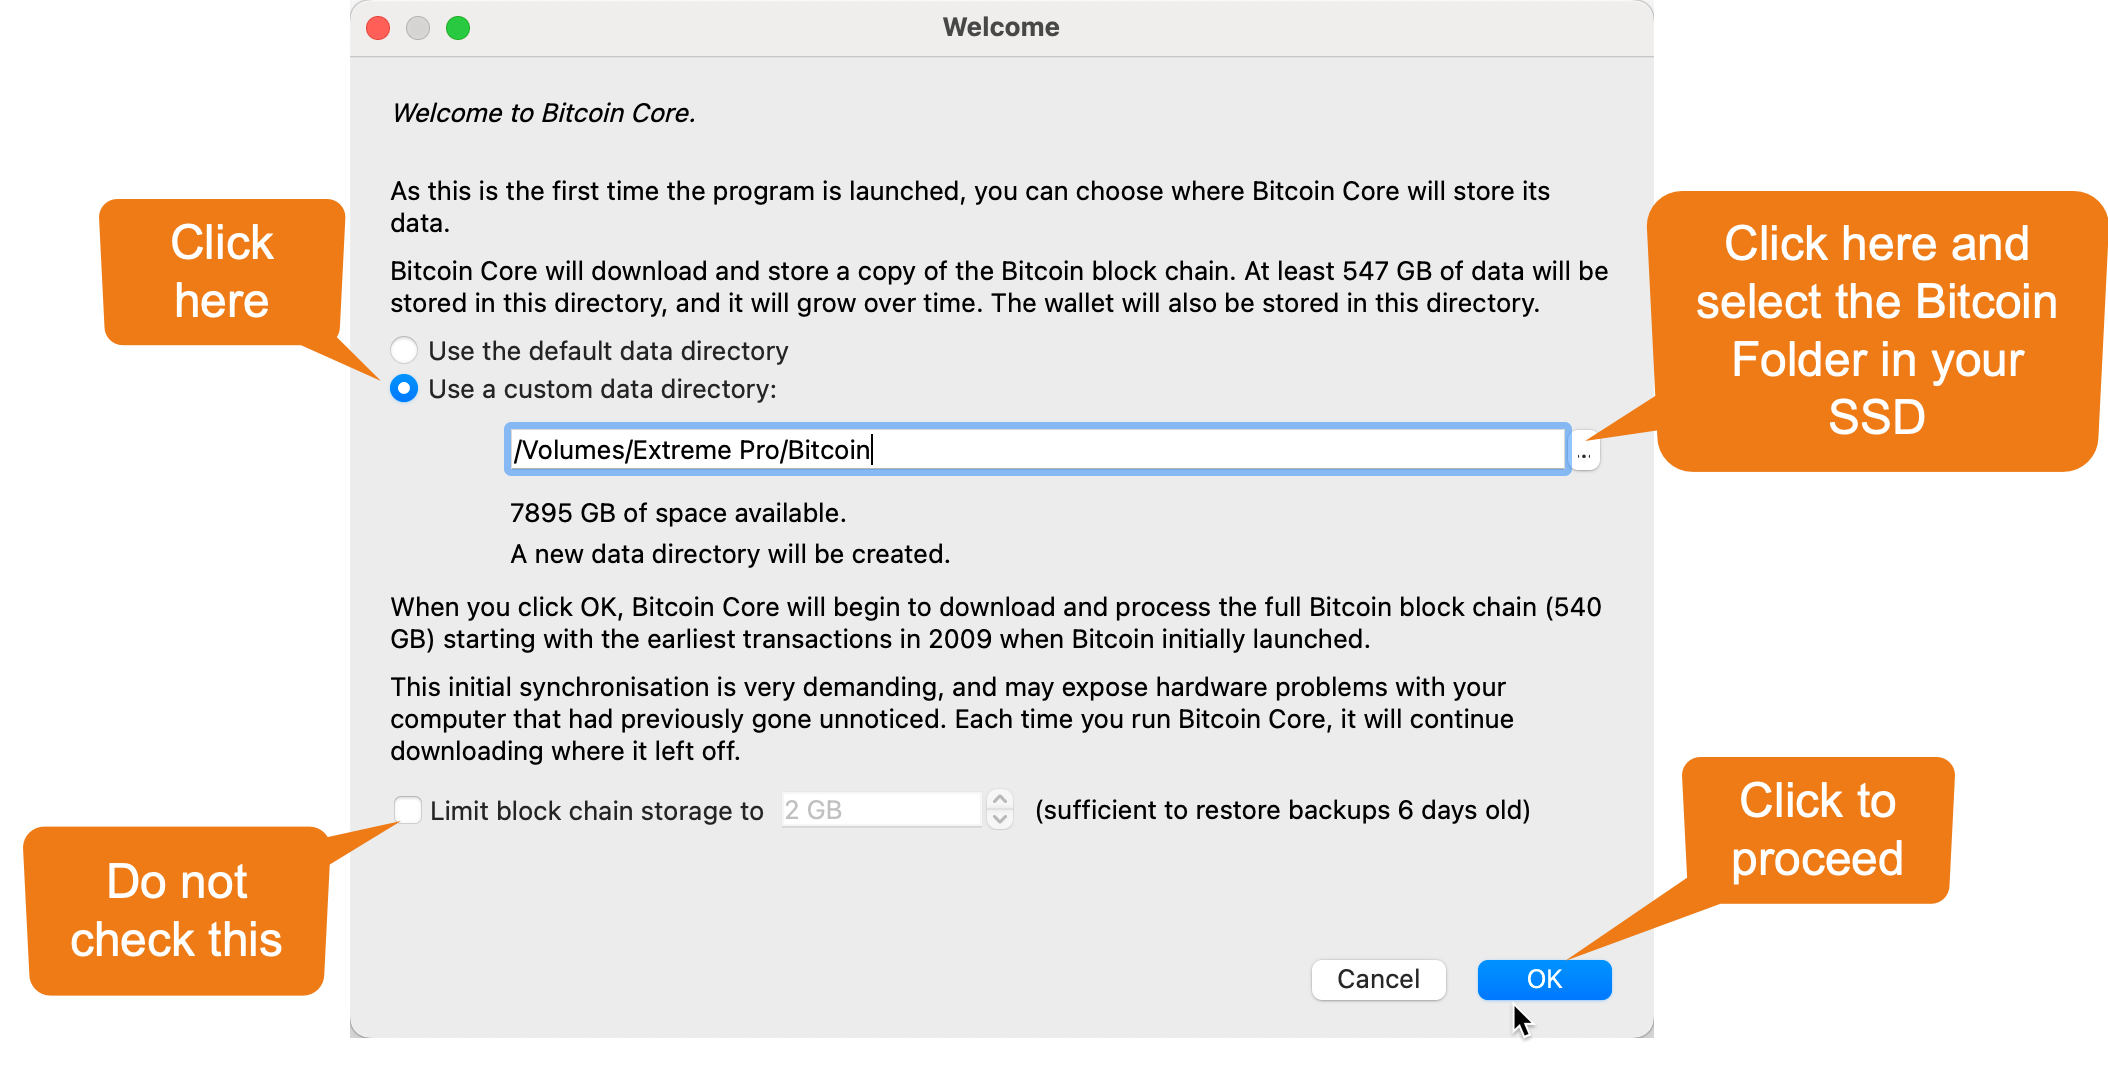 Welcome
Welcome to Bitcoin Core.
As this is the first time the program is launched, you can choose where Bitcoin Core will store its
data.
Click
here
Click here and
select the Bitcoin
Folder in your
SSD
Bitcoin Core will download and store a copy of the Bitcoin block chain. At least 547 GB of data will be
stored in this directory, and it will grow over time. The wallet will also be stored in this directory.
Use the default data directory
Use a custom data directory:
/Volumes/Extreme Pro/Bitcoin
...
7895 GB of space available.
A new data directory will be created.
When you click OK, Bitcoin Core will begin to download and process the full Bitcoin block chain (540
GB) starting with the earliest transactions in 2009 when Bitcoin initially launched.
This initial synchronisation is very demanding, and may expose hardware problems with your
computer that had previously gone unnoticed. Each time you run Bitcoin Core, it will continue
downloading where it left off.
Limit block chain storage to 2 GB (sufficient to restore backups 6 days old)
Do not
check this
Click to
proceed
Cancel
OK